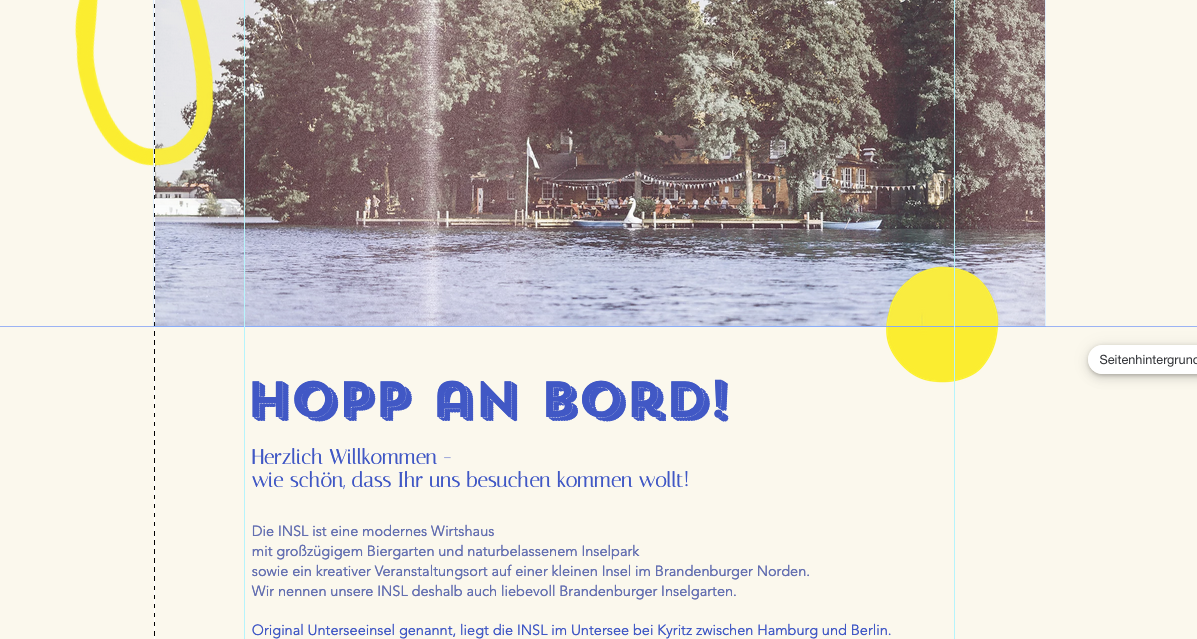 Seitenhintergrun
HOPP AN BORD!
Herzlich Willkommen –
wie schön, dass Ihr uns besuchen kommen wollt!
Die INSL ist eine modernes Wirtshaus
mit großzügigem Biergarten und naturbelassenem Inselpark
sowie ein kreativer Veranstaltungsort auf einer kleinen Insel im Brandenburger Norden.
Wir nennen unsere INSL deshalb auch liebevoll Brandenburger Inselgarten.
Original Unterseeinsel genannt, liegt die INSL im Untersee bei Kyritz zwischen Hamburg und Berlin.